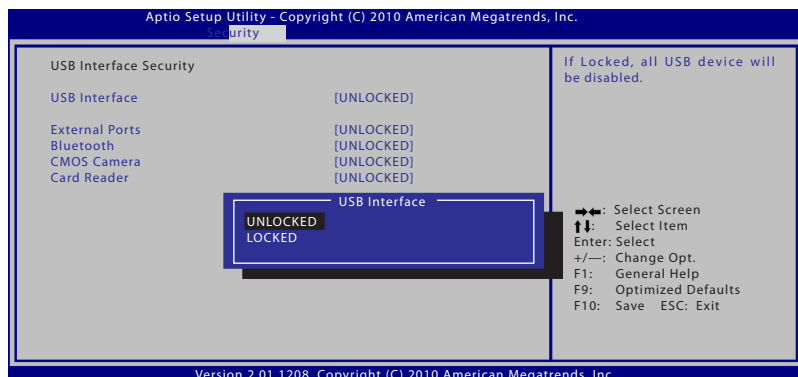 Aptio Setup Utility - Copyright (C) 2010 American Megatrends, Inc.
Security
USB Interface Security
USB Interface [UNLOCKED]
External Ports [UNLOCKED]
Bluetooth [UNLOCKED]
CMOS Camera [UNLOCKED]
Card Reader [UNLOCKED]
USB Interface
UNLOCKED
LOCKED
If Locked, all USB device will
be disabled.
→←: Select Screen
↑↓: Select Item
Enter: Select
+/—: Change Opt.
F1: General Help
F9: Optimized Defaults
F10: Save ESC: Exit
Version 2.01.1208. Copyright (C) 2010 American Megatrends, Inc.